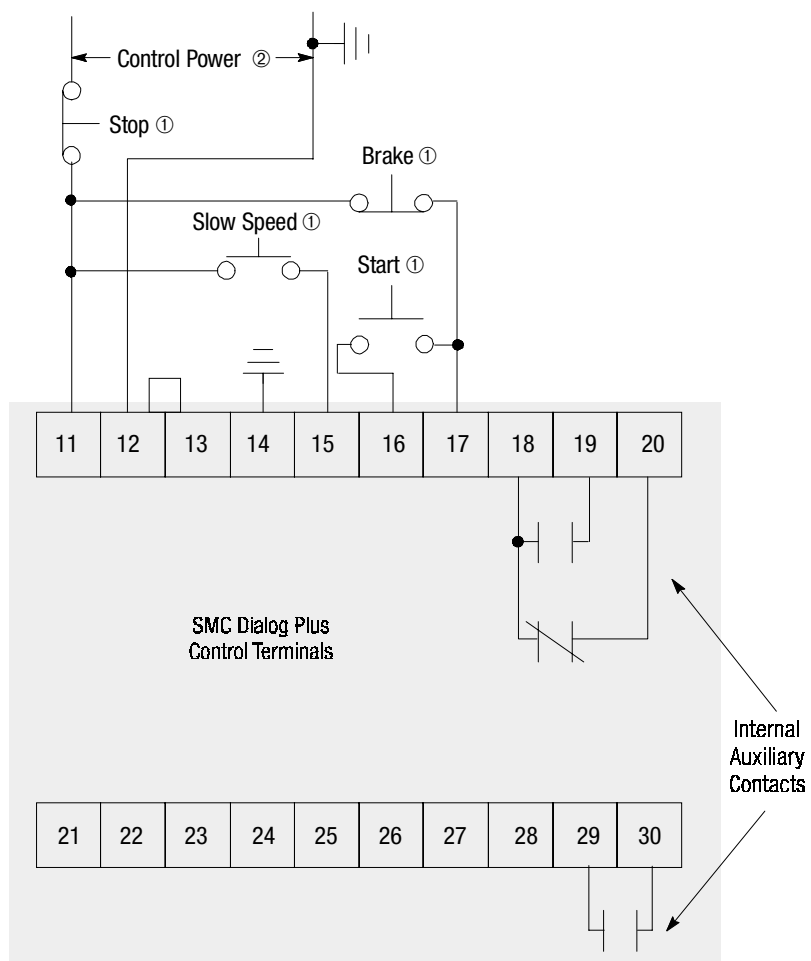 Control Power ②
Stop ①
Brake ①
Slow Speed ①
Start ①
11 12 13 14 15 16 17 18 19 20
SMC Dialog Plus
Control Terminals
Internal
Auxiliary
Contacts
21 22 23 24 25 26 27 28 29 30